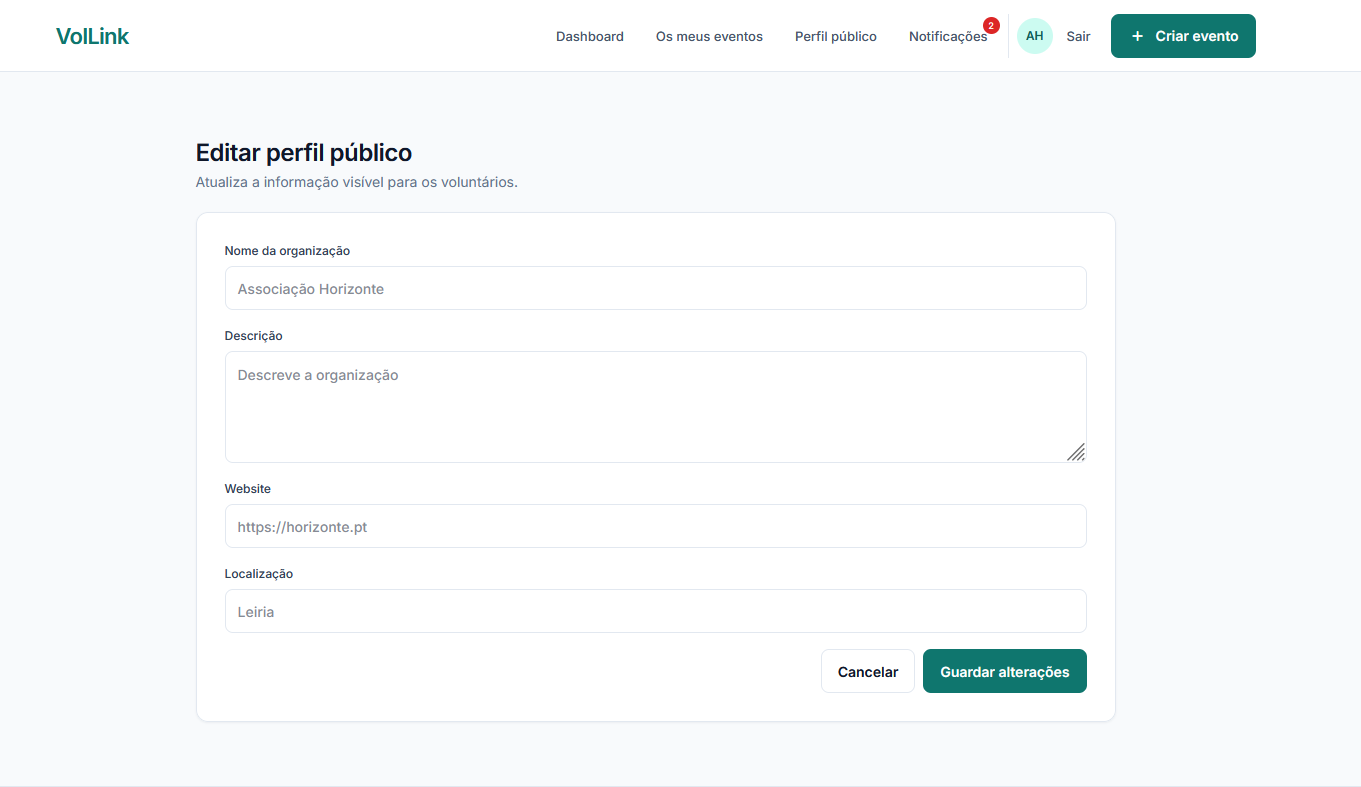 VolLink
Dashboard
Os meus eventos
Perfil público
Notificações
2
AH
Sair
+ Criar evento
Editar perfil público
Atualiza a informação visível para os voluntários.
Nome da organização
Associação Horizonte
Descrição
Descreve a organização
Website
https://horizonte.pt
Localização
Leiria
Cancelar
Guardar alterações